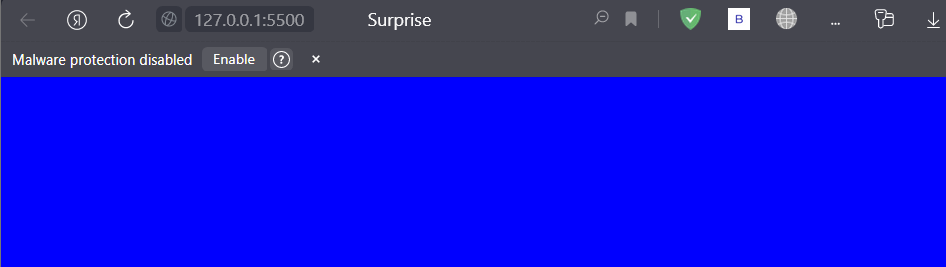 Я 127.0.0.1:5500 Surprise B ...
Malware protection disabled Enable ? ×